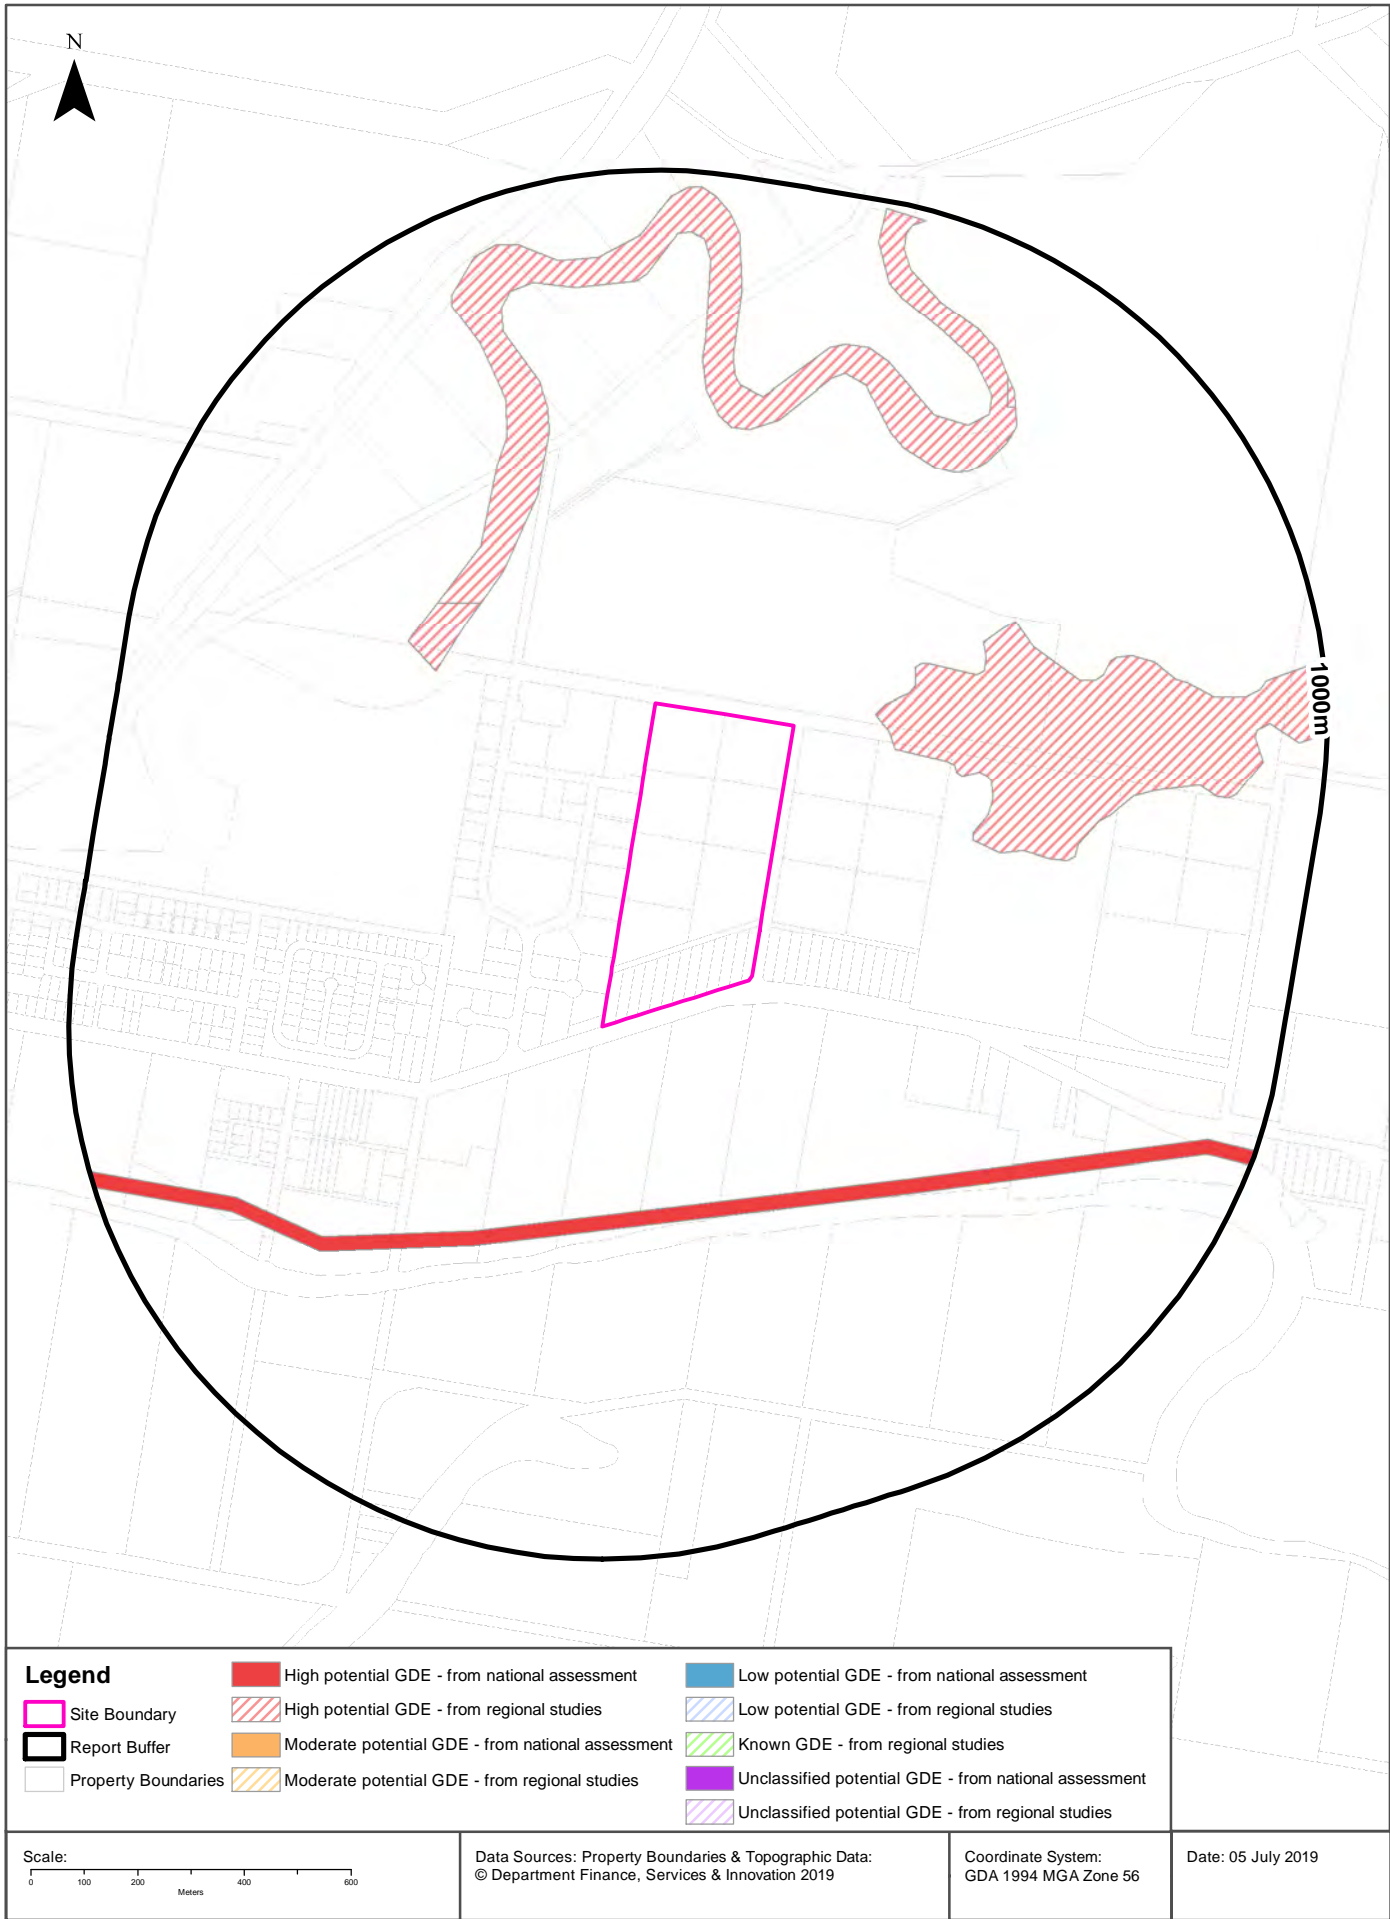 N
1000m
Legend
Site Boundary
Report Buffer
Property Boundaries
High potential GDE - from national assessment
High potential GDE - from regional studies
Moderate potential GDE - from national assessment
Moderate potential GDE - from regional studies
Low potential GDE - from national assessment
Low potential GDE - from regional studies
Known GDE - from regional studies
Unclassified potential GDE - from national assessment
Unclassified potential GDE - from regional studies
Scale:
0 100 200 400 600
Meters
Data Sources: Property Boundaries & Topographic Data:
© Department Finance, Services & Innovation 2019
Coordinate System:
GDA 1994 MGA Zone 56
Date: 05 July 2019